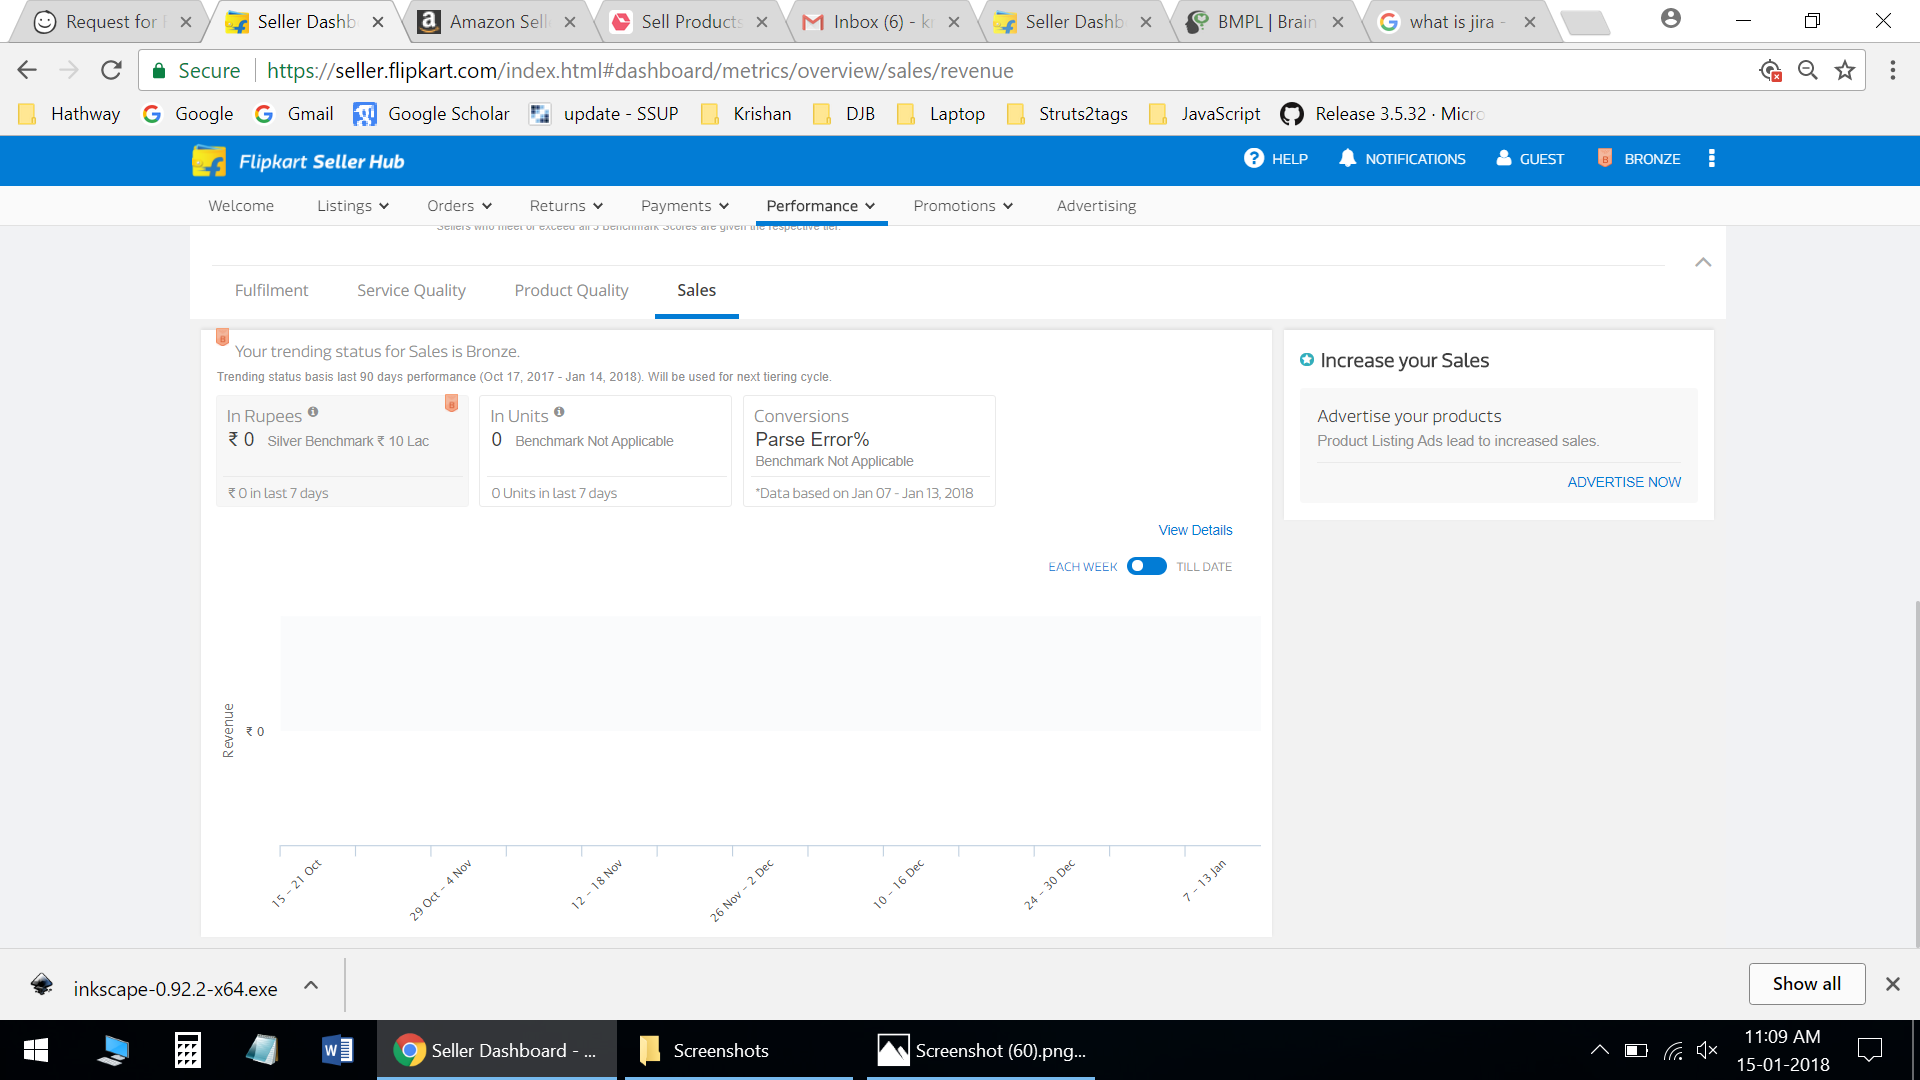 Request for
Seller Dashb
Amazon Sell
Sell Products
Inbox (6) - k
Seller Dashb
BMPL | Brain
what is jira -
Secure
https://seller.flipkart.com/index.html#dashboard/metrics/overview/sales/revenue
Hathway
Google
Gmail
Google Scholar
update - SSUP
Krishan
DJB
Laptop
Struts2tags
JavaScript
Release 3.5.32 · Micro
Flipkart Seller Hub
HELP
NOTIFICATIONS
GUEST
BRONZE
Welcome
Listings
Orders
Returns
Payments
Performance
Promotions
Advertising
Sellers who meet or exceed all 3 Benchmark Scores are given the respective tier.
Fulfilment
Service Quality
Product Quality
Sales
Your trending status for Sales is Bronze.
Trending status basis last 90 days performance (Oct 17, 2017 - Jan 14, 2018). Will be used for next tiering cycle.
In Rupees
₹ 0 Silver Benchmark ₹ 10 Lac
₹ 0 in last 7 days
In Units
0 Benchmark Not Applicable
0 Units in last 7 days
Conversions
Parse Error%
Benchmark Not Applicable
*Data based on Jan 07 - Jan 13, 2018
Increase your Sales
Advertise your products
Product Listing Ads lead to increased sales.
ADVERTISE NOW
View Details
EACH WEEK
TILL DATE
Revenue
₹ 0
15 - 21 Oct
29 Oct - 4 Nov
12 - 18 Nov
26 Nov - 2 Dec
10 - 16 Dec
24 - 30 Dec
7 - 13 Jan
inkscape-0.92.2-x64.exe
Show all
Seller Dashboard - ...
Screenshots
Screenshot (60).png...
11:09 AM
15-01-2018